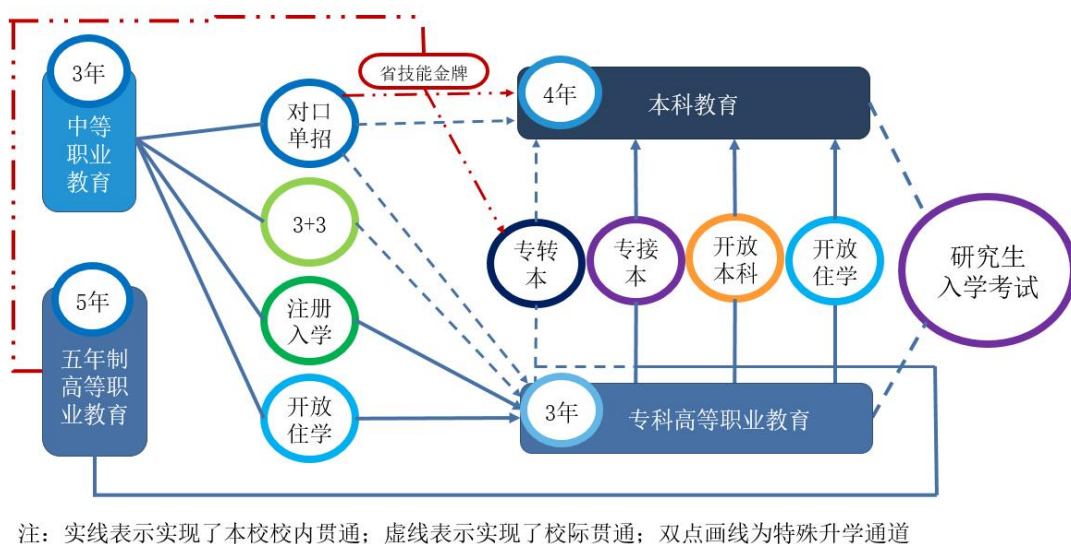 3年
中等
职业
教育
5年
五年制
高等职
业教育
对口
单招
3+3
注册
入学
开放
住学
省技能金牌
4年
本科教育
专转
本
专接
本
开放
本科
开放
住学
3年
专科高等职业教育
研究生
入学考试
注：实线表示实现了本校校内贯通；虚线表示实现了校际贯通；双点画线为特殊升学通道